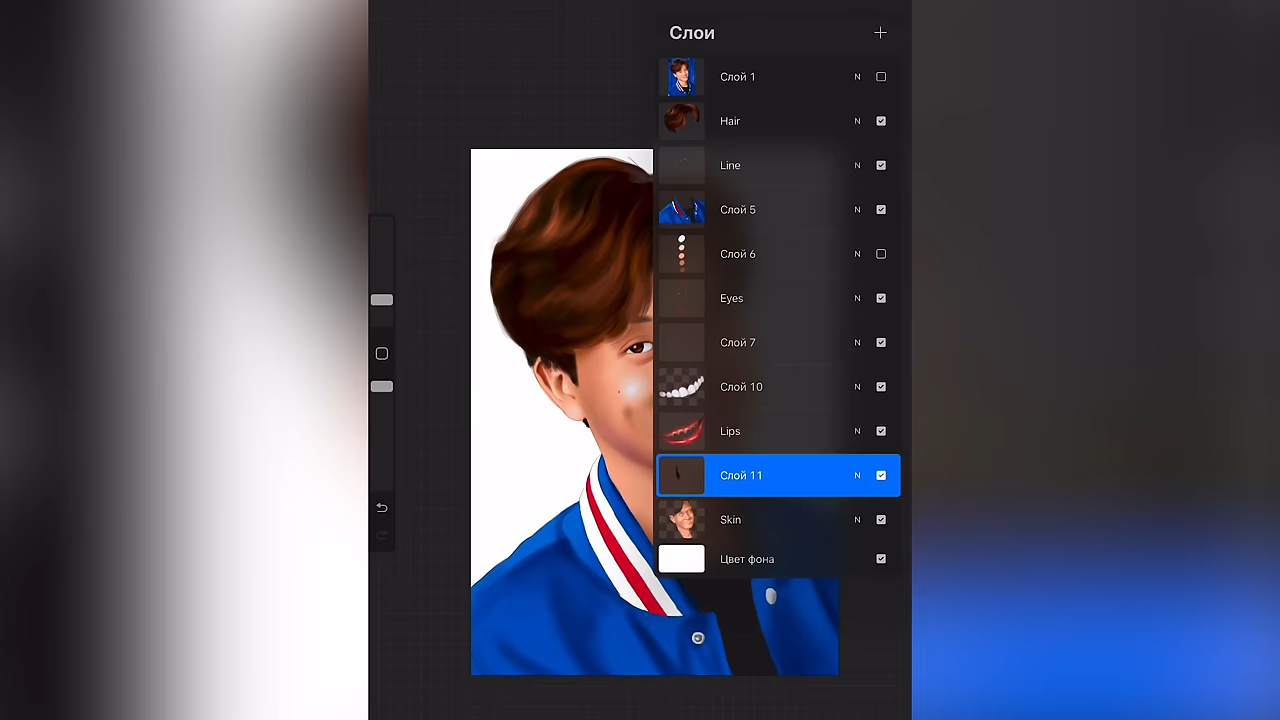 Слои
Слой 1 N
Hair N
Line N
Слой 5 N
Слой 6 N
Eyes N
Слой 7 N
Слой 10 N
Lips N
Слой 11 N
Skin N
Цвет фона